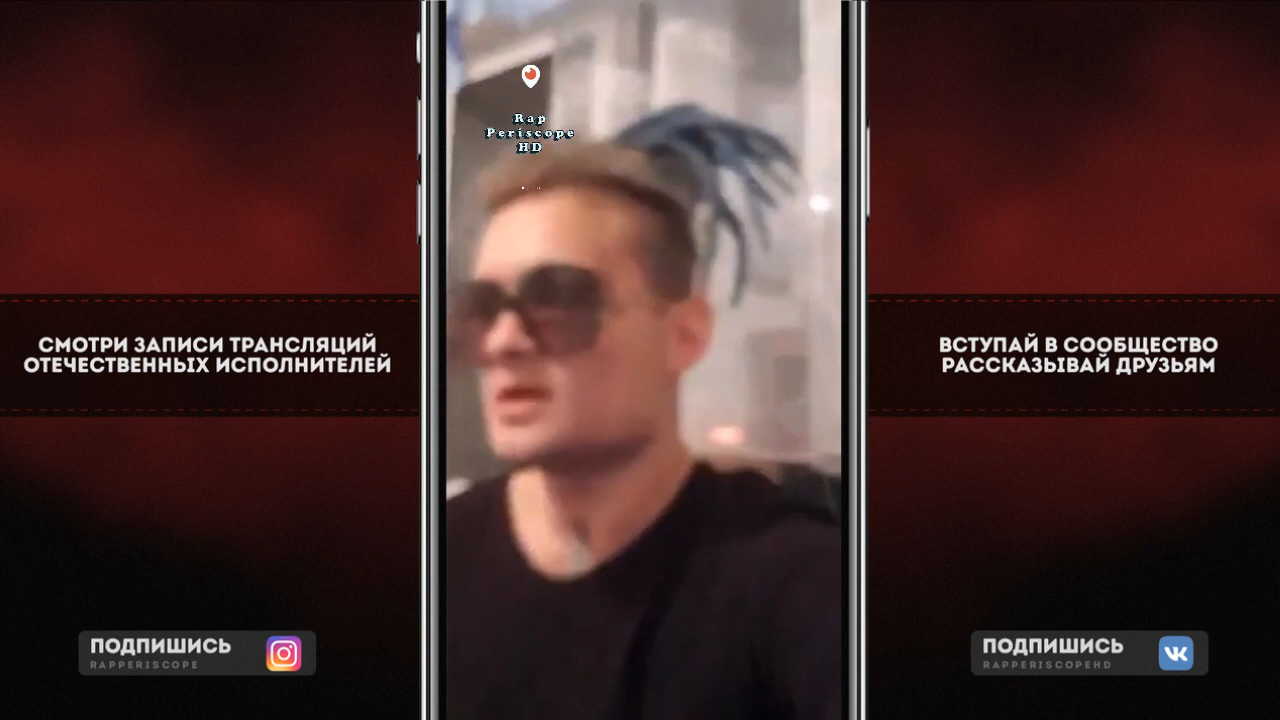 Rap
Periscope
HD
СМОТРИ ЗАПИСИ ТРАНСЛЯЦИЙ
ОТЕЧЕСТВЕННЫХ ИСПОЛНИТЕЛЕЙ
ВСТУПАЙ В СООБЩЕСТВО
РАССКАЗЫВАЙ ДРУЗЬЯМ
ПОДПИШИСЬ
RAPPERISCOPE
ПОДПИШИСЬ
RAPPERISCOPEHD